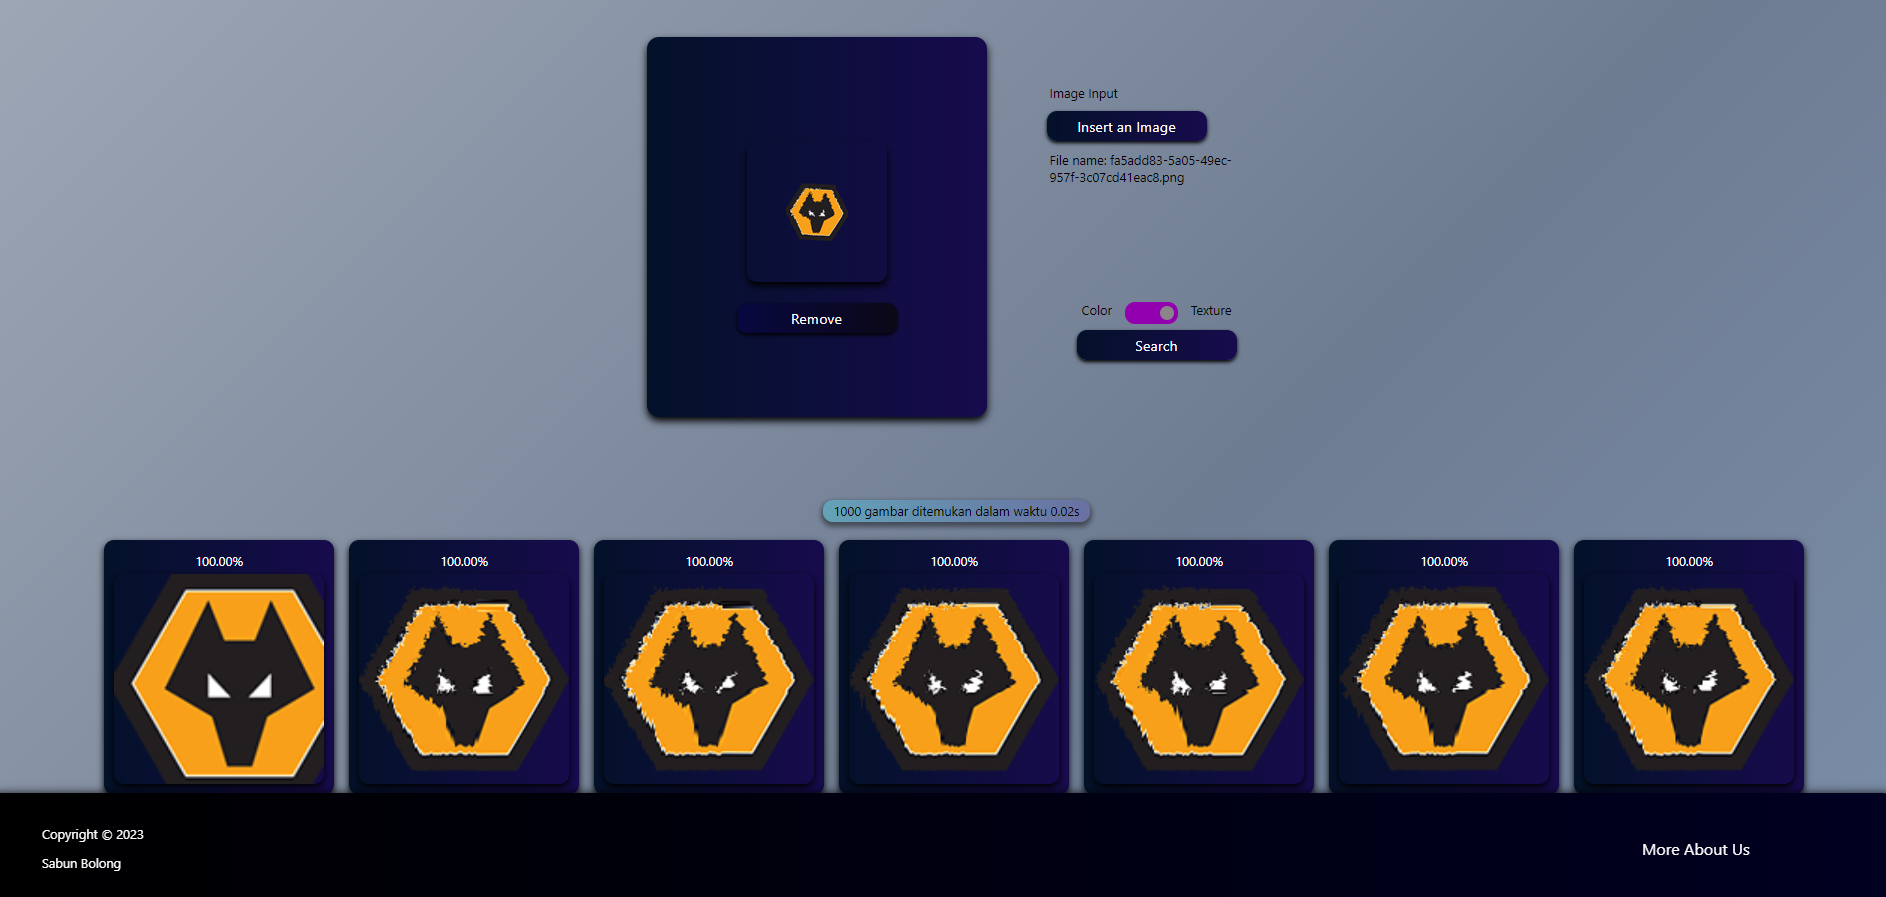 Image Input
Insert an Image
File name: fa5add83-5a05-49ec-
957f-3c07cd41eac8.png
Remove
Color
Texture
Search
1000 gambar ditemukan dalam waktu 0.02s
100.00%
100.00%
100.00%
100.00%
100.00%
100.00%
100.00%
Copyright © 2023
Sabun Bolong
More About Us